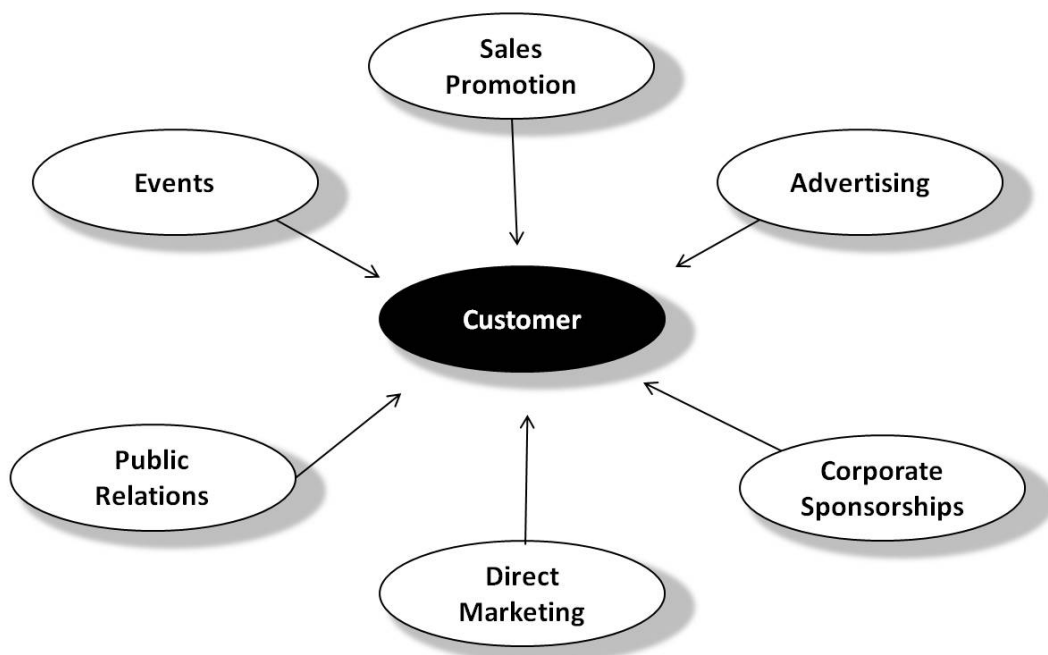 Sales
Promotion
Events
Advertising
Customer
Public
Relations
Corporate
Sponsorships
Direct
Marketing